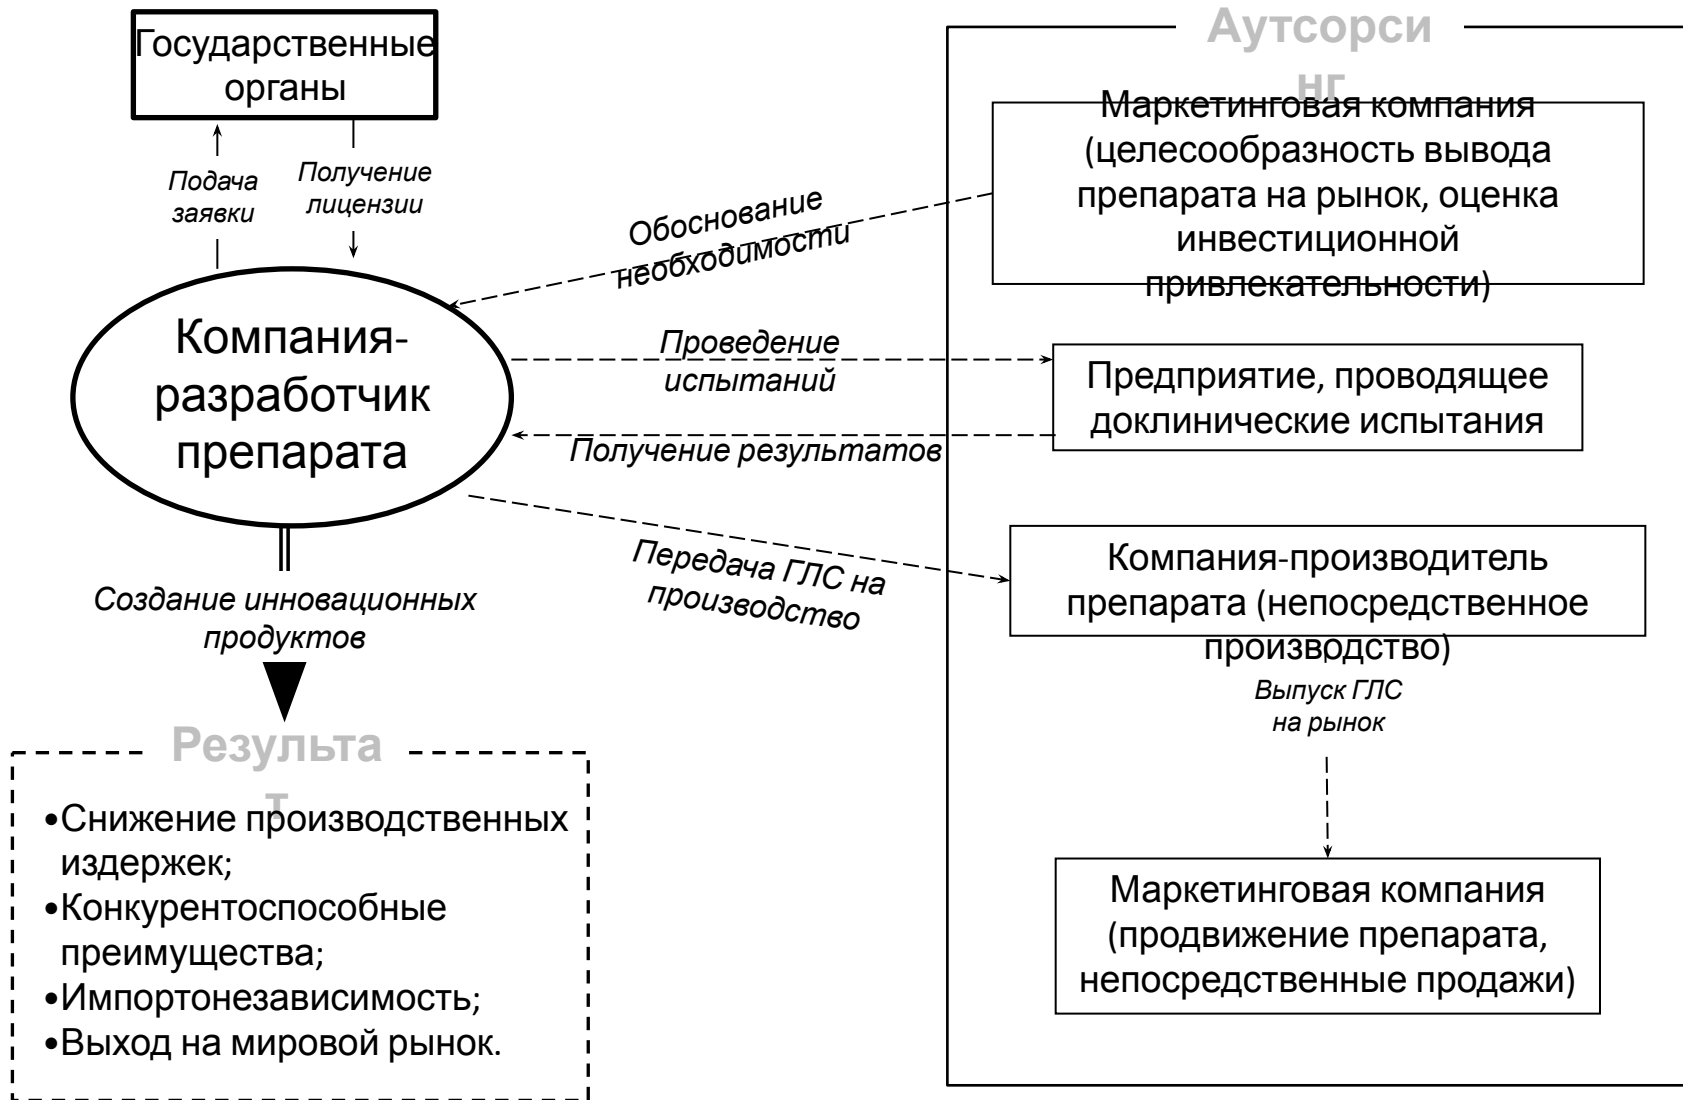 Государственные
органы
Подача
заявки
Получение
лицензии
Компания-
разработчик
препарата
Создание инновационных
продуктов
Результа
т
•Снижение производственных
издержек;
•Конкурентоспособные
преимущества;
•Импортонезависимость;
•Выход на мировой рынок.
Обоснование
необходимости
Проведение
испытаний
Получение результатов
Передача ГЛС на
производство
Аутсорси
нг
Маркетинговая компания
(целесообразность вывода
препарата на рынок, оценка
инвестиционной
привлекательности)
Предприятие, проводящее
доклинические испытания
Компания-производитель
препарата (непосредственное
производство)
Выпуск ГЛС
на рынок
Маркетинговая компания
(продвижение препарата,
непосредственные продажи)